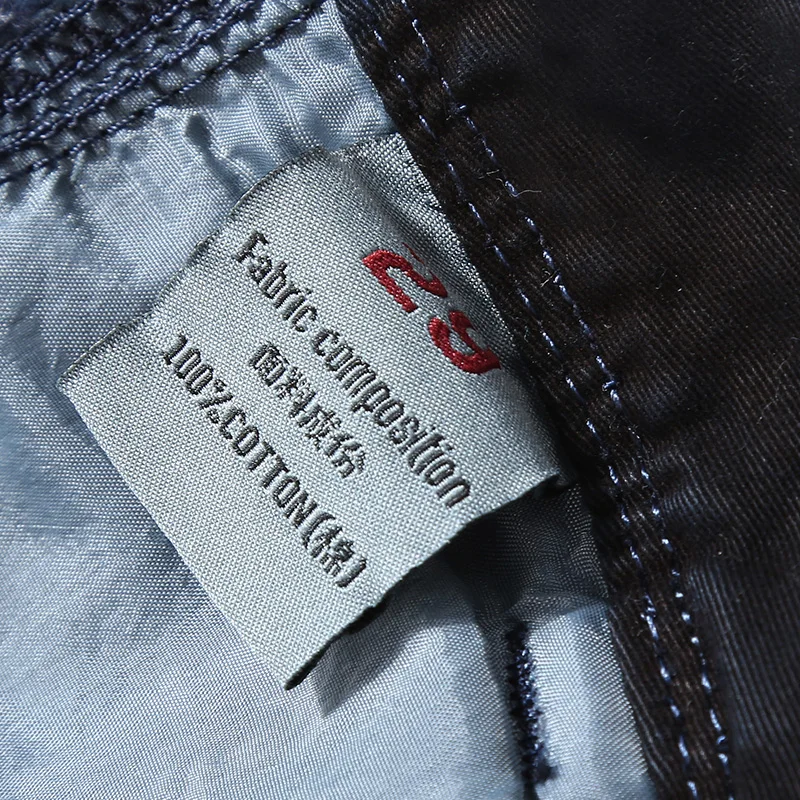 29
Fabric composition
面料成份
100%COTTON(棉)